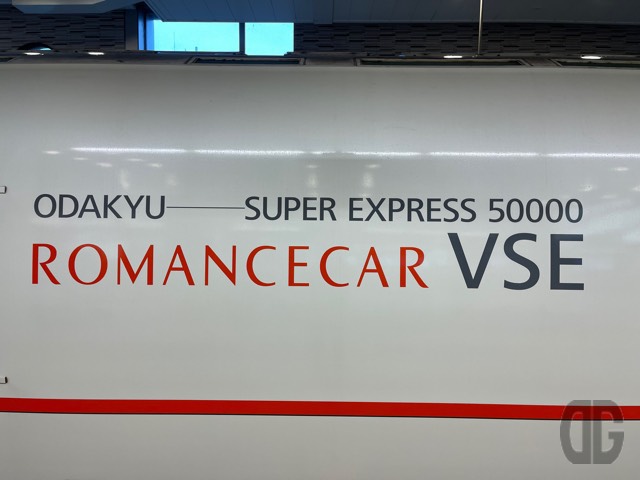 ODAKYU——SUPER EXPRESS 50000
ROMANCECAR VSE
DG